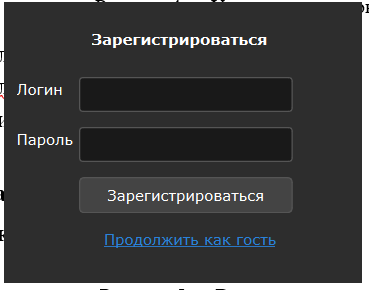 Зарегистрироваться
Логин
Пароль
Зарегистрироваться
Продолжить как гость